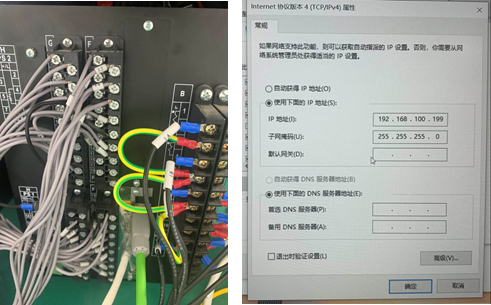 G
F
B
Internet 协议版本 4 (TCP/IPv4) 属性
常规
如果网络支持此功能，则可以获取自动指派的 IP 设置。否则，你需要从网络系统管理员处获得适当的 IP 设置。
自动获得 IP 地址(O)
使用下面的 IP 地址(S):
IP 地址(I): 192 . 168 . 100 . 199
子网掩码(U): 255 . 255 . 255 . 0
默认网关(D): . . .
自动获得 DNS 服务器地址(B)
使用下面的 DNS 服务器地址(E):
首选 DNS 服务器(P): . . .
备用 DNS 服务器(A): . . .
退出时验证设置(L)
高级(V)...
确定
取消